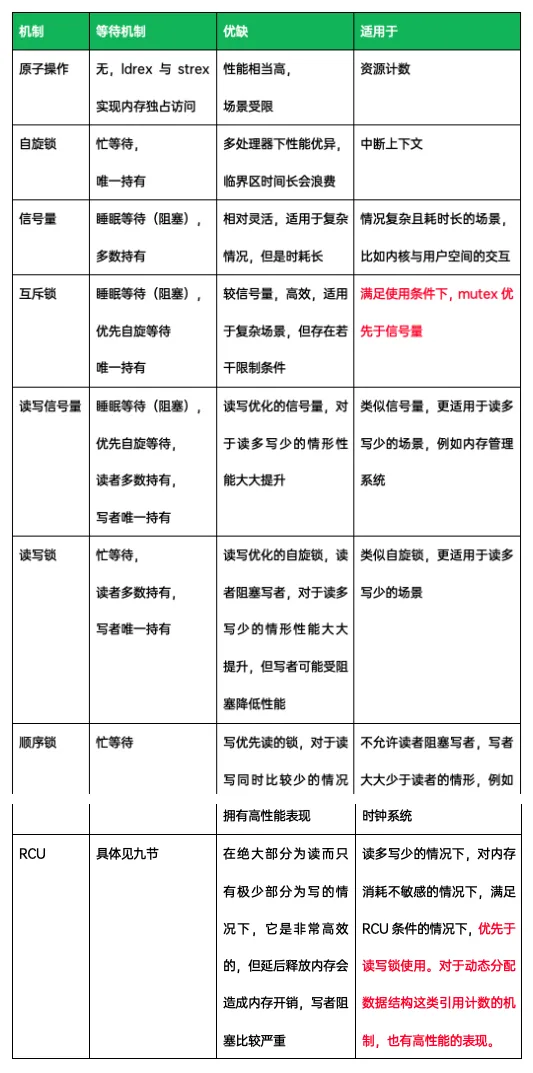 机制 等待机制 优缺 适用于
原子操作 无，ldrex 与 strex 性能相当高， 资源计数
实现内存独占访问 场景受限
自旋锁 忙等待， 多处理器下性能优异， 中断上下文
唯一持有 临界区时间长会浪费
信号量 睡眠等待（阻塞）， 相对灵活，适用于复杂 情况复杂且耗时长的场景，
多数持有 情况，但是时耗长 比如内核与用户空间的交互
互斥锁 睡眠等待（阻塞）， 较信号量，高效，适用 满足使用条件下，mutex 优
优先自旋等待 于复杂场景，但存在若 先于信号量
唯一持有 干限制条件
读写信号量 睡眠等待（阻塞）， 读写优化的信号量，对 类似信号量，更适用于读多
优先自旋等待， 于读多写少的情形性 写少的场景，例如内存管理
读者多数持有， 能大大提升 系统
写者唯一持有
读写锁 忙等待， 读写优化的自旋锁，读 类似自旋锁，更适用于读多
读者多数持有， 者阻塞写者，对于读多 写少的场景
写者唯一持有 写少的情形性能大大
提升，但写者可能受阻
塞降低性能
顺序锁 忙等待 写优先读的锁，对于读 不允许读者阻塞写者，写者
写同时比较少的情况 大大少于读者的情形，例如
拥有高性能表现 时钟系统
RCU 具体见九节 在绝大部分为读而只 读多写少的情况下，对内存
有极少部分为写的情 消耗不敏感的情况下，满足
况下，它是非常高效 RCU 条件的情况下，优先于
的，但延后释放内存会 读写锁使用。对于动态分配
造成内存开销，写者阻 数据结构这类引用计数的机
塞比较严重 制，也有高性能的表现。